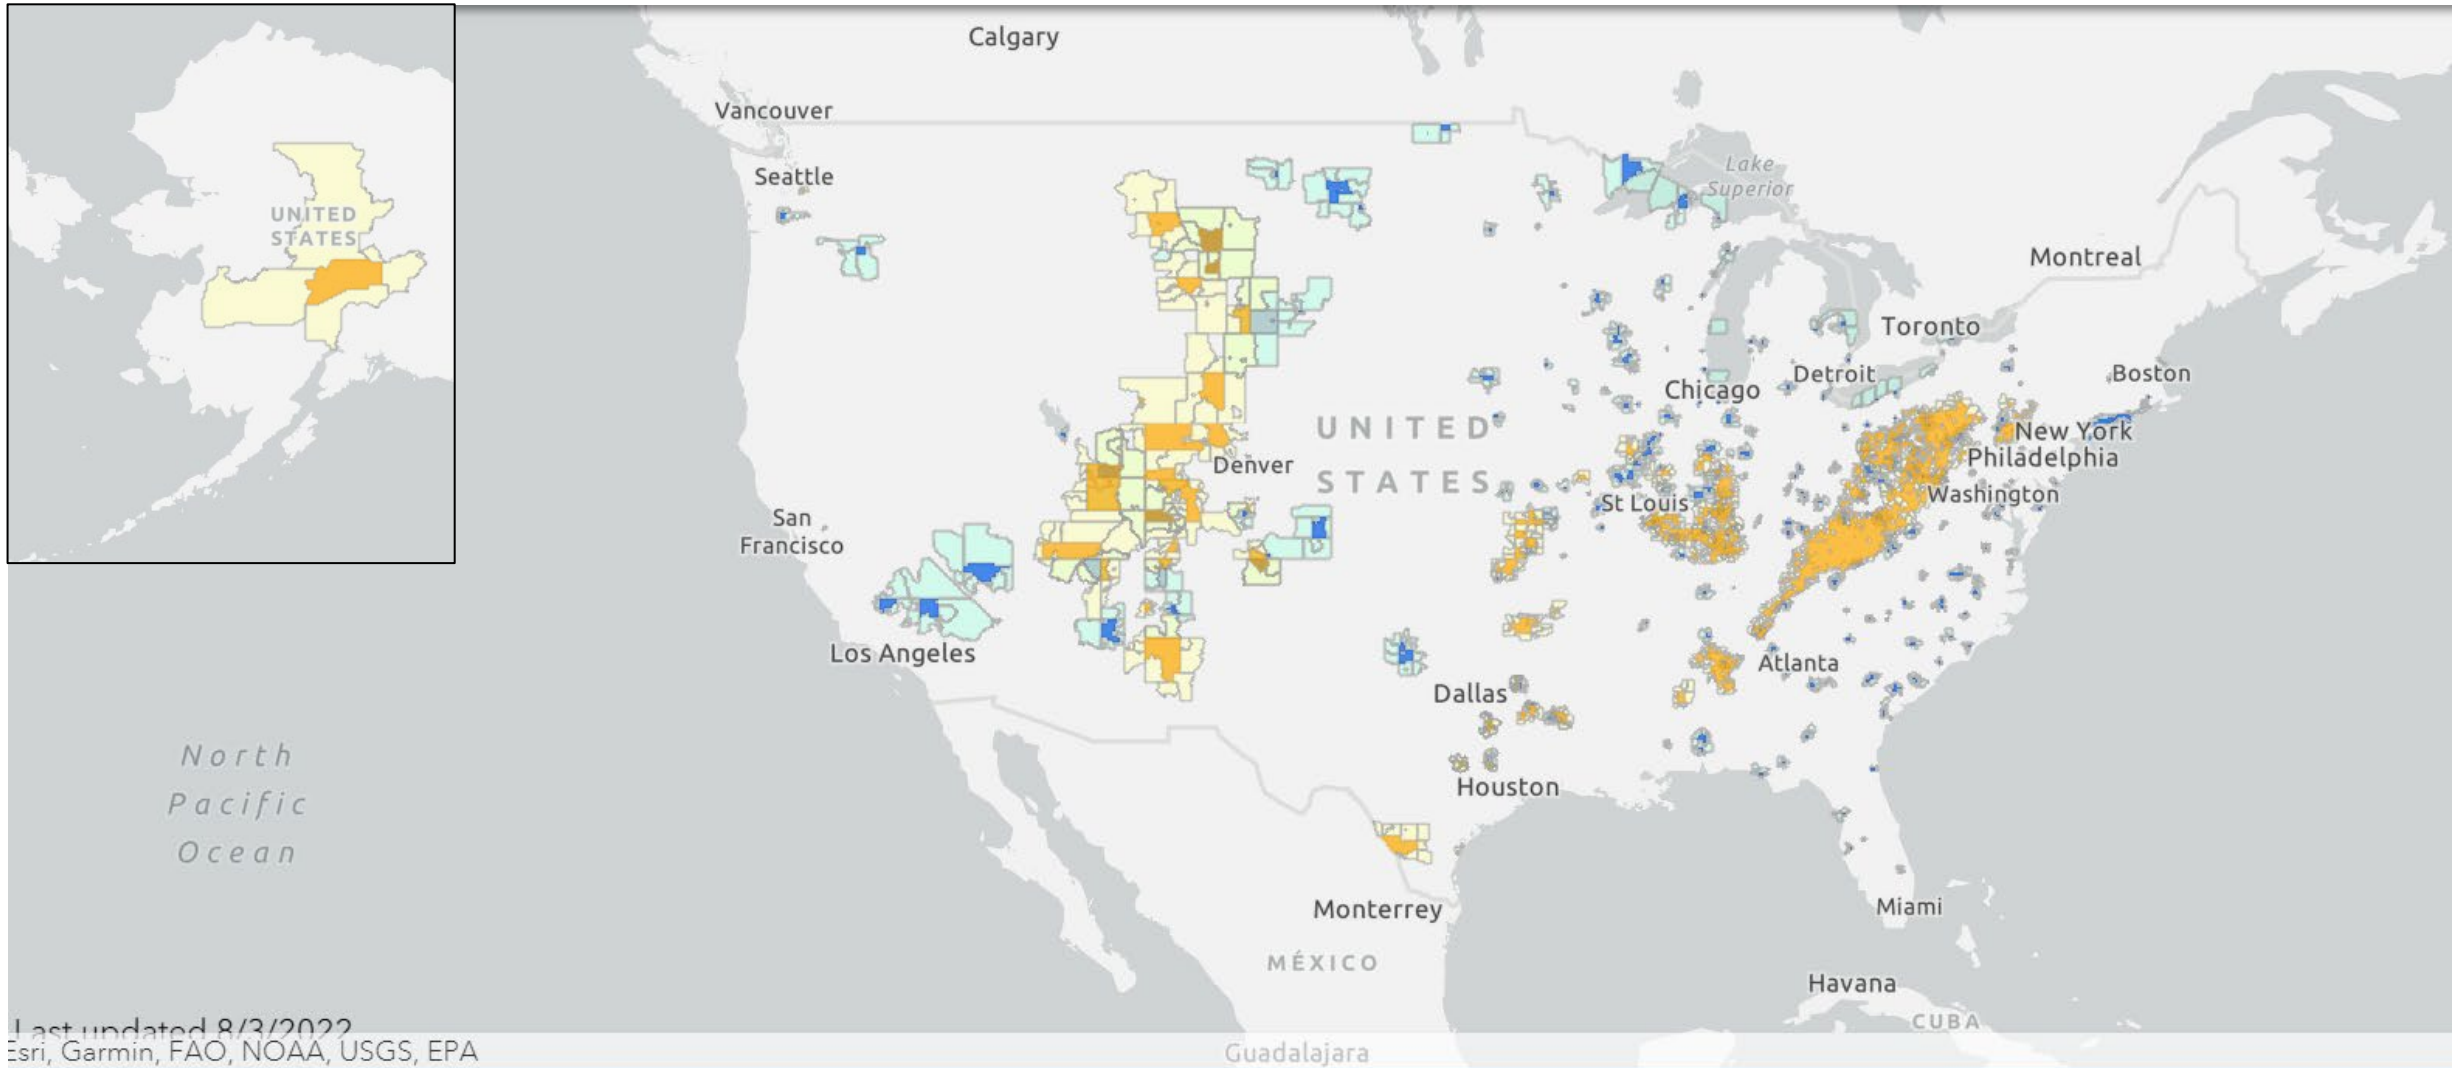 Calgary
Vancouver
Seattle
Lake
Superior
UNITED
STATES
Montreal
Toronto
Boston
Detroit
Chicago
New York
UNITED
STATES
Denver
Philadelphia
Washington
St Louis
San
Francisco
Los Angeles
Atlanta
Dallas
North
Pacific
Ocean
Houston
Monterrey
Miami
MÉXICO
Havana
CUBA
Last updated 8/3/2022
Esri, Garmin, FAO, NOAA, USGS, EPA
Guadalajara